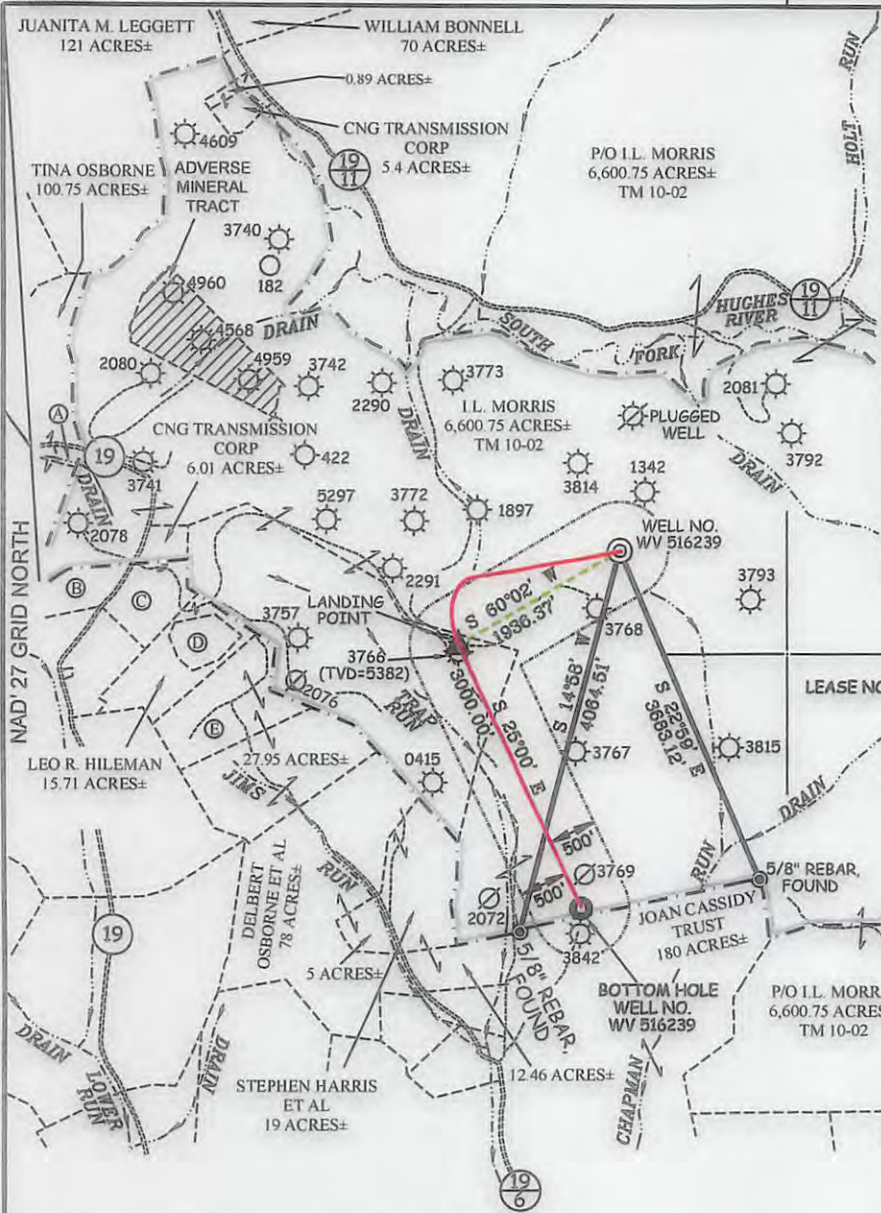 JUANITA M. LEGGETT
121 ACRES±
WILLIAM BONNELL
70 ACRES±
0.89 ACRES±
CNG TRANSMISSION
CORP
5.4 ACRES±
19
11
P/O I.L. MORRIS
6,600.75 ACRES±
TM 10-02
HOLT RUN
4609
TINA OSBORNE
100.75 ACRES±
ADVERSE
MINERAL
TRACT
3740
182
4960
4568
DRAIN
4959
2080
3742
2290
3773
SOUTH
FORK
HUGHES
RIVER
19
11
2081
I.L. MORRIS
6,600.75 ACRES±
TM 10-02
PLUGGED
WELL
3792
DRAIN
DRAIN
A
19
CNG TRANSMISSION
CORP
6.01 ACRES±
422
3741
DRAIN
2078
5297
3772
1897
3814
1342
WELL NO.
WV 516239
2291
NAD' 27 GRID NORTH
B
C
D
E
3757
LANDING
POINT
3766
(TVD=5382)
S 60°02' W
1936.37'
3768
3793
2076
TRAP
RUN
3000.00'
S 25°00' E
S 14°58' W
4064.51'
S 22°59' E
3683.12'
LEASE NO
LEO R. HILEMAN
15.71 ACRES±
27.95 ACRES±
0415
3767
3815
JIMS
RUN
DRAIN
RUN
500'
500'
3769
5/8" REBAR,
FOUND
19
DELBERT
OSBORNE ET AL
78 ACRES±
2072
5 ACRES±
3842
JOAN CASSIDY
TRUST
180 ACRES±
5/8" REBAR,
FOUND
BOTTOM HOLE
WELL NO.
WV 516239
P/O I.L. MORR
6,600.75 ACRES
TM 10-02
DRAIN
LOWER
RUN
DRAIN
STEPHEN HARRIS
ET AL
19 ACRES±
12.46 ACRES±
CHAPMAN
19
6